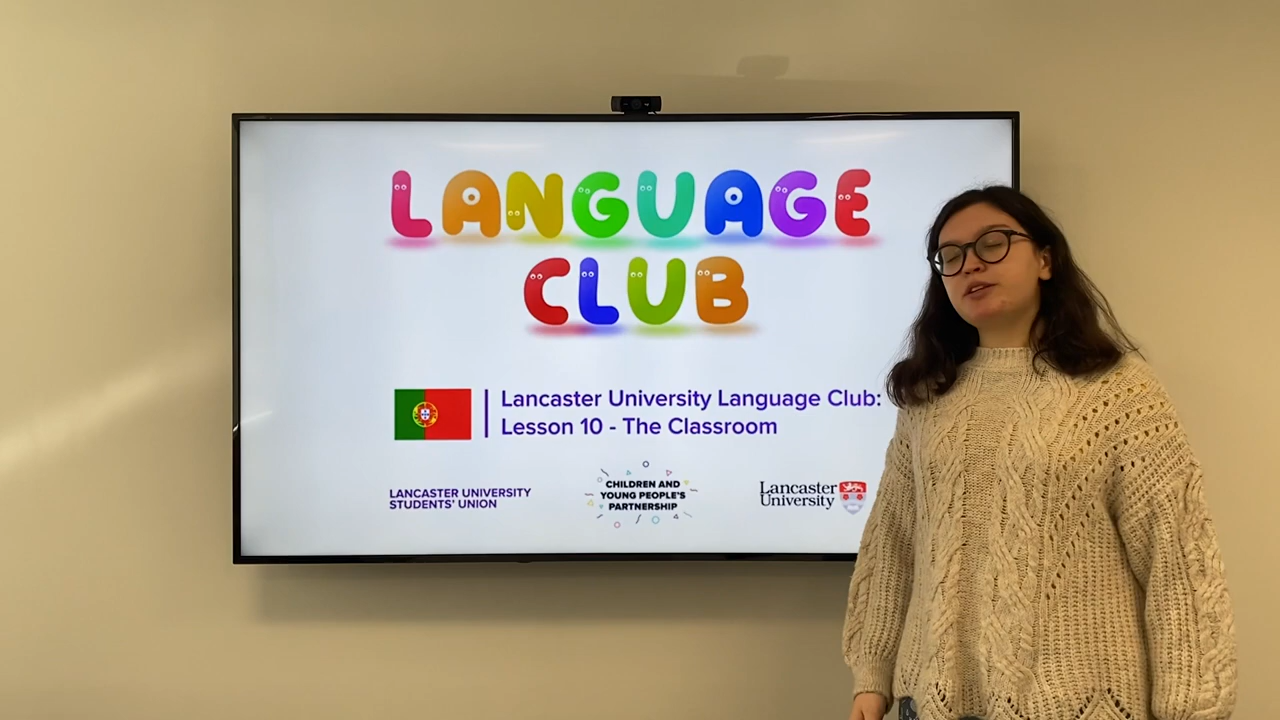 LANGUAGE
CLUB
Lancaster University Language Club:
Lesson 10 - The Classroom
LANCASTER UNIVERSITY
STUDENTS' UNION
CHILDREN AND
YOUNG PEOPLE'S
PARTNERSHIP
Lancaster
University